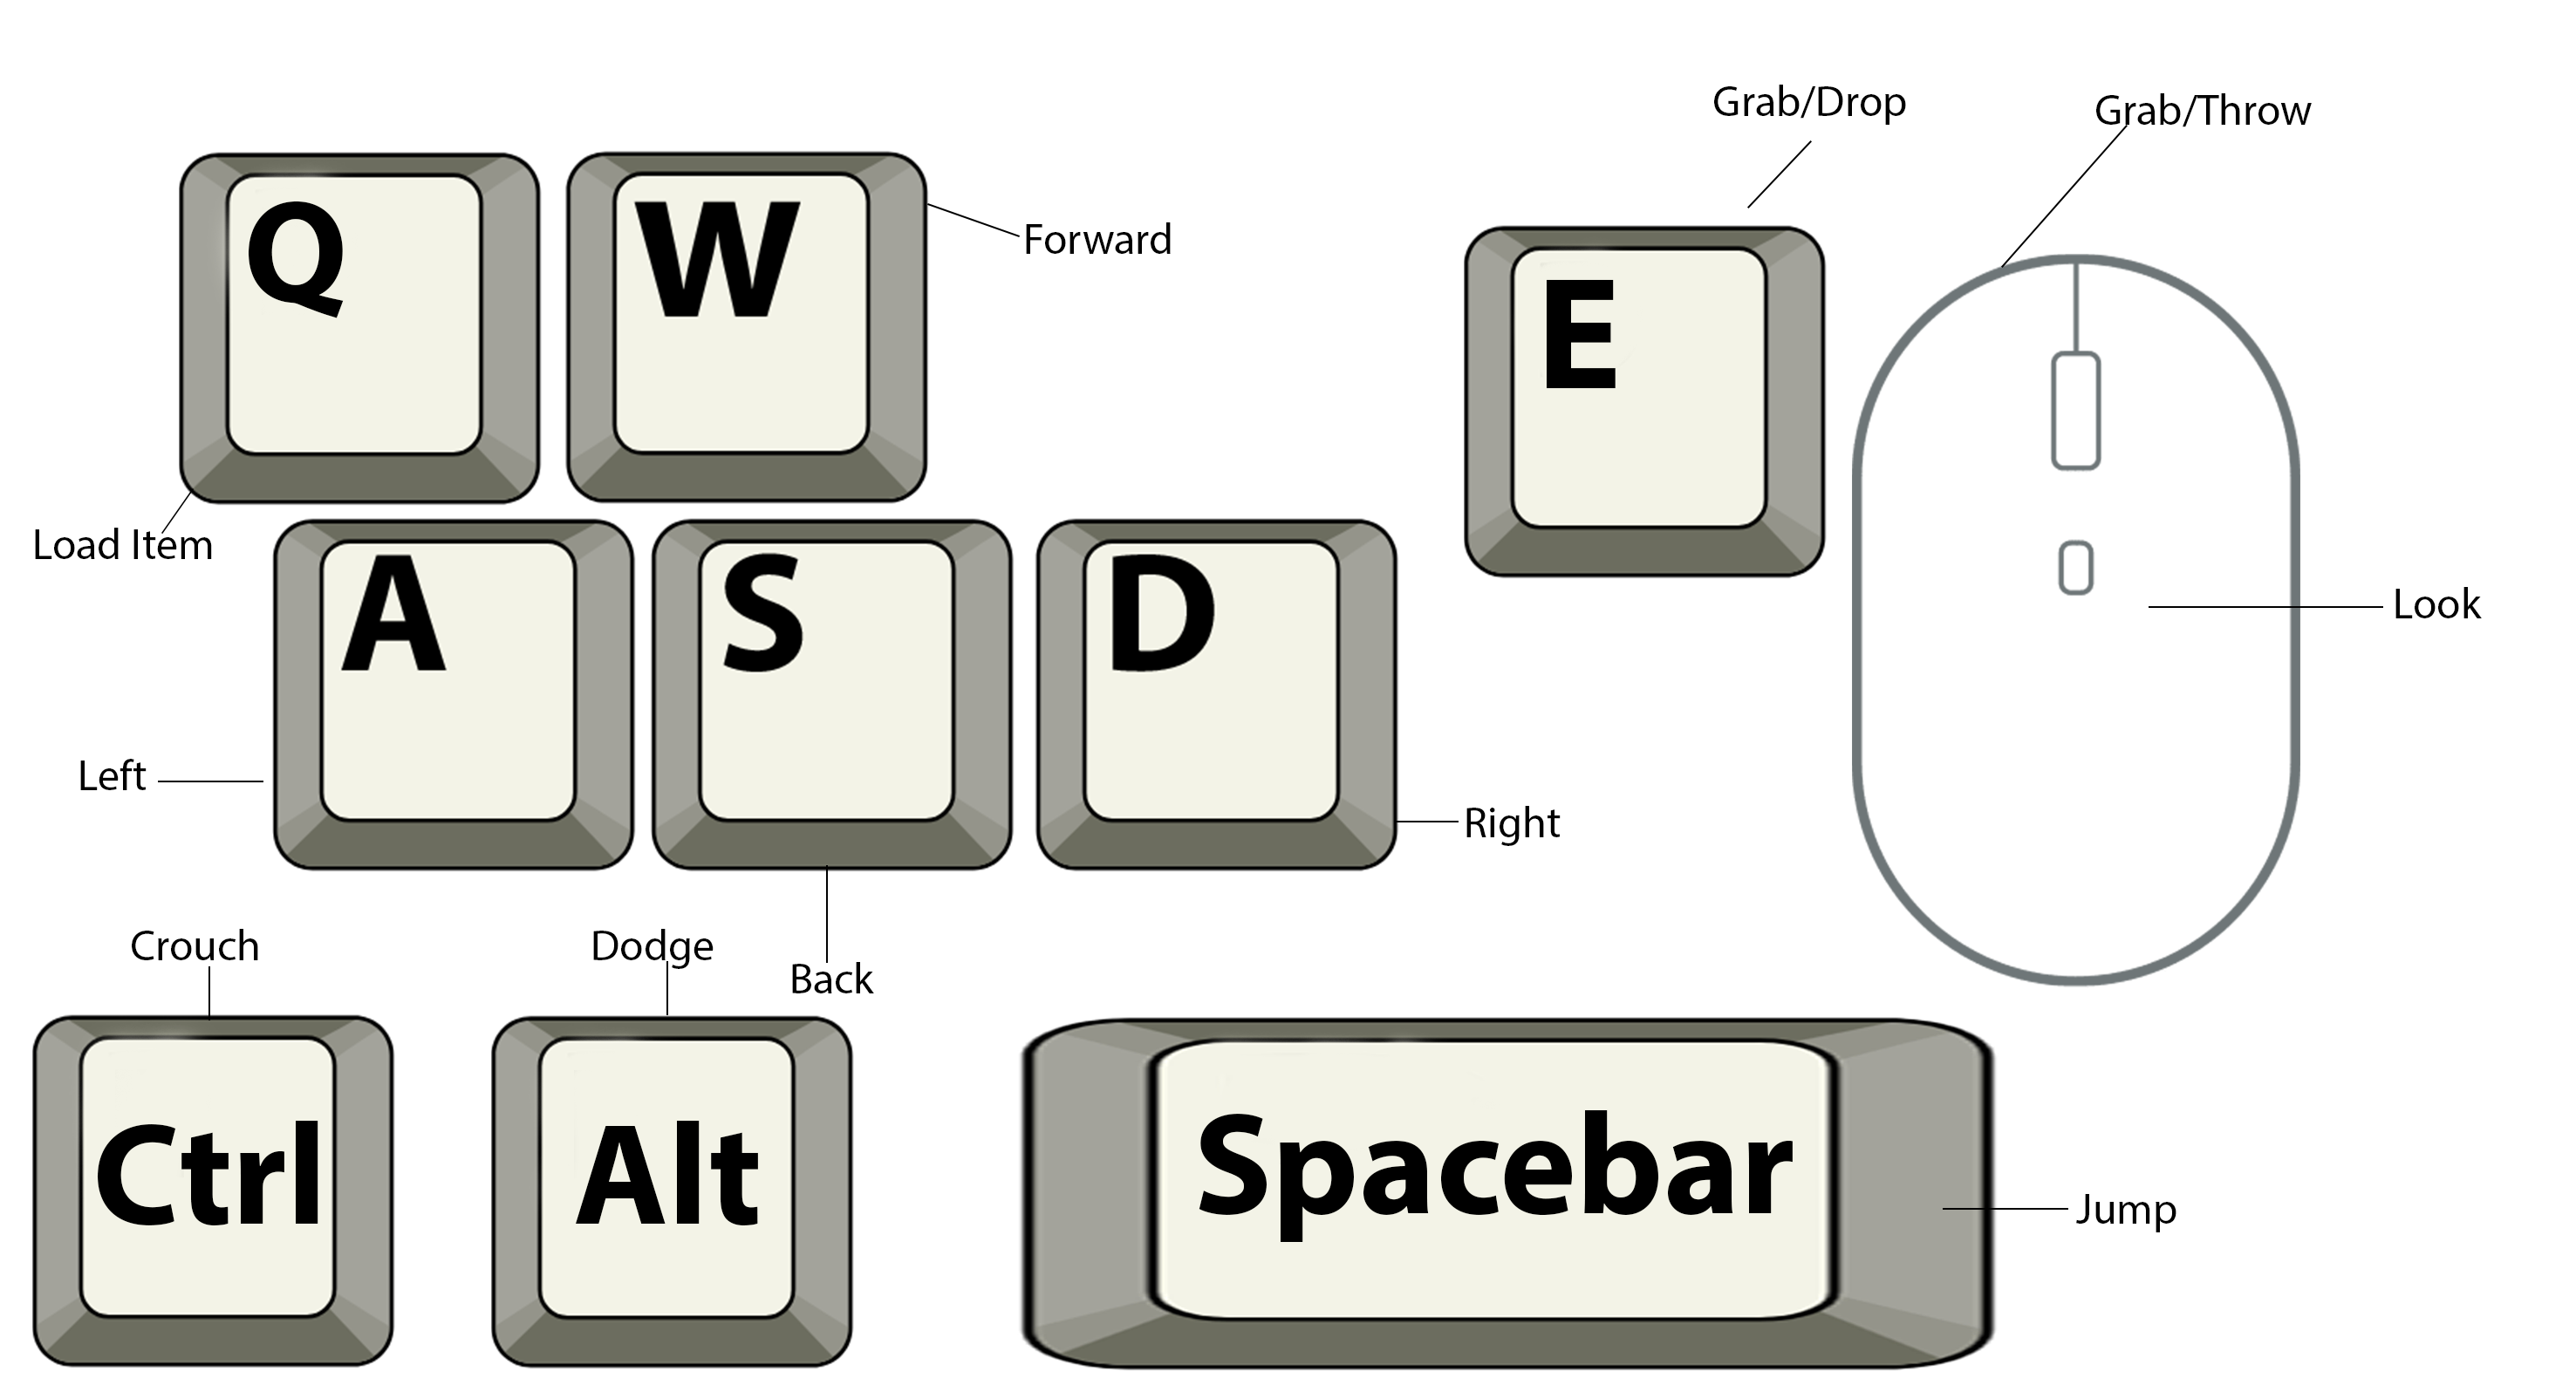 Grab/Drop
Grab/Throw
Q
W
Forward
E
Load Item
A
S
D
Look
Left
Right
Crouch
Dodge
Back
Ctrl
Alt
Spacebar
Jump